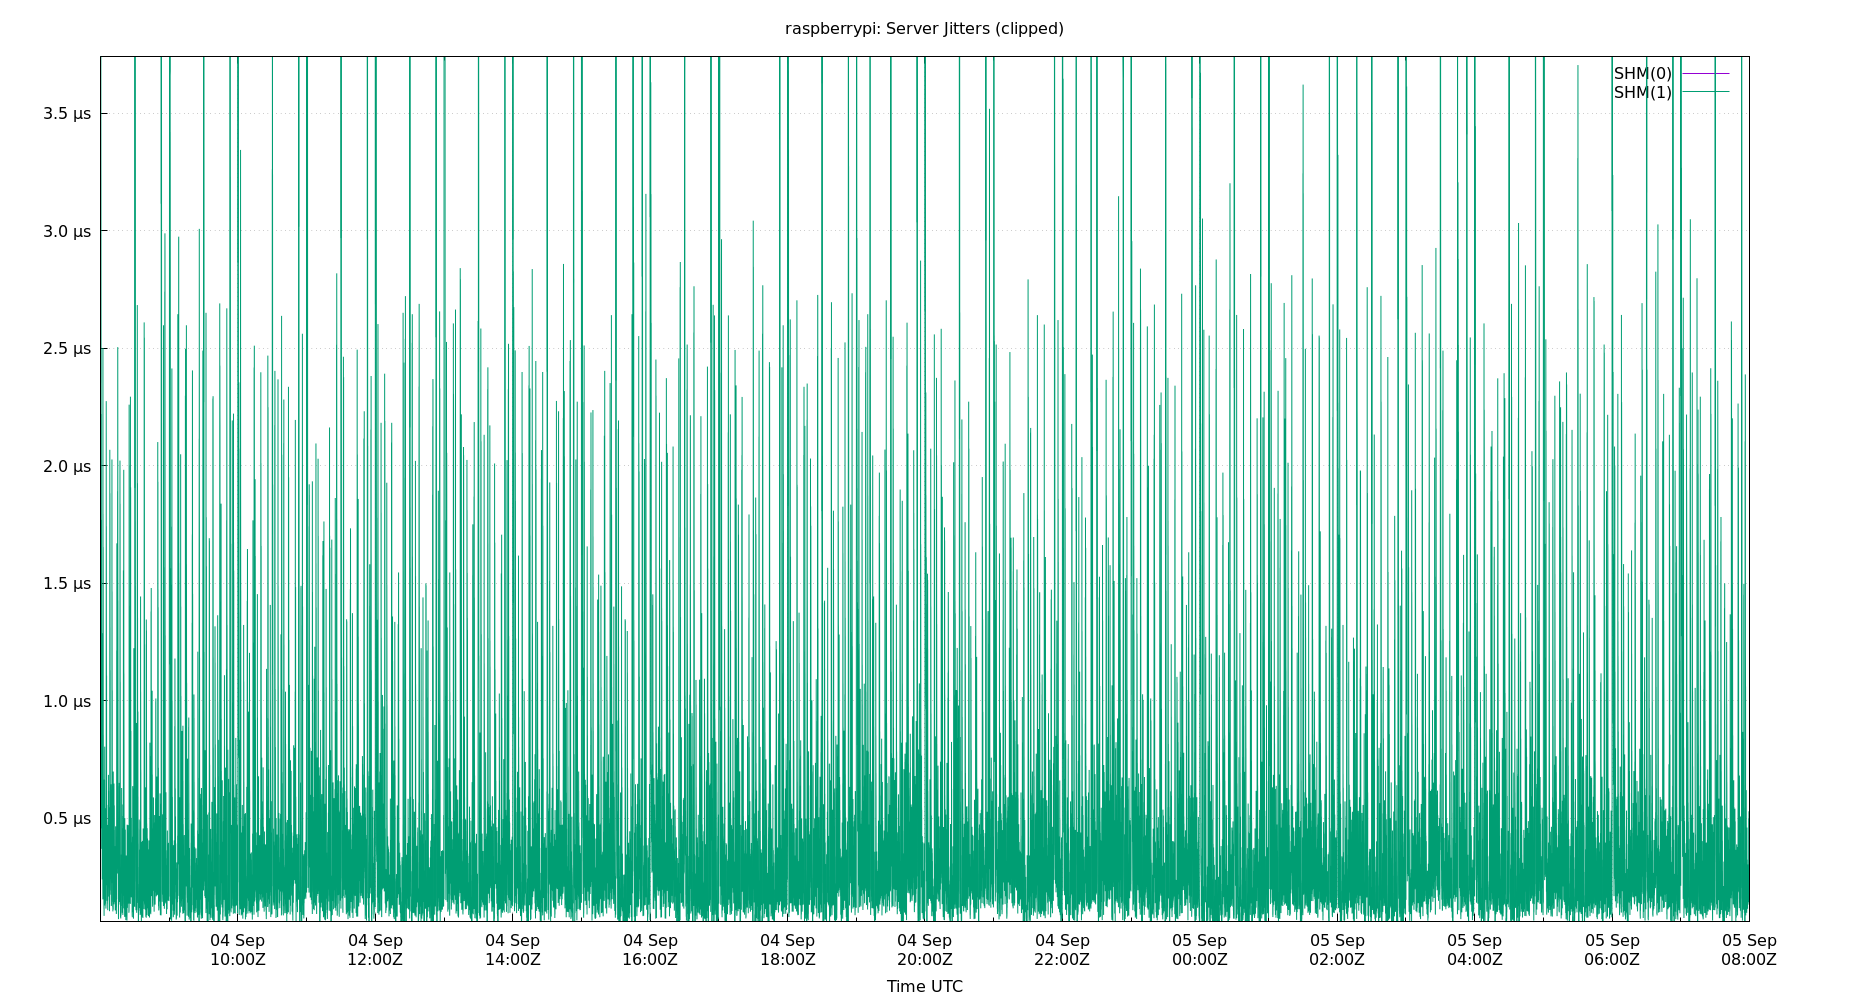 raspberrypi: Server Jitters (clipped)
SHM(0)
SHM(1)
3.5 µs
3.0 µs
2.5 µs
2.0 µs
1.5 µs
1.0 µs
0.5 µs
04 Sep 04 Sep 04 Sep 04 Sep 04 Sep 04 Sep 04 Sep 05 Sep 05 Sep 05 Sep 05 Sep 05 Sep
10:00Z 12:00Z 14:00Z 16:00Z 18:00Z 20:00Z 22:00Z 00:00Z 02:00Z 04:00Z 06:00Z 08:00Z
Time UTC